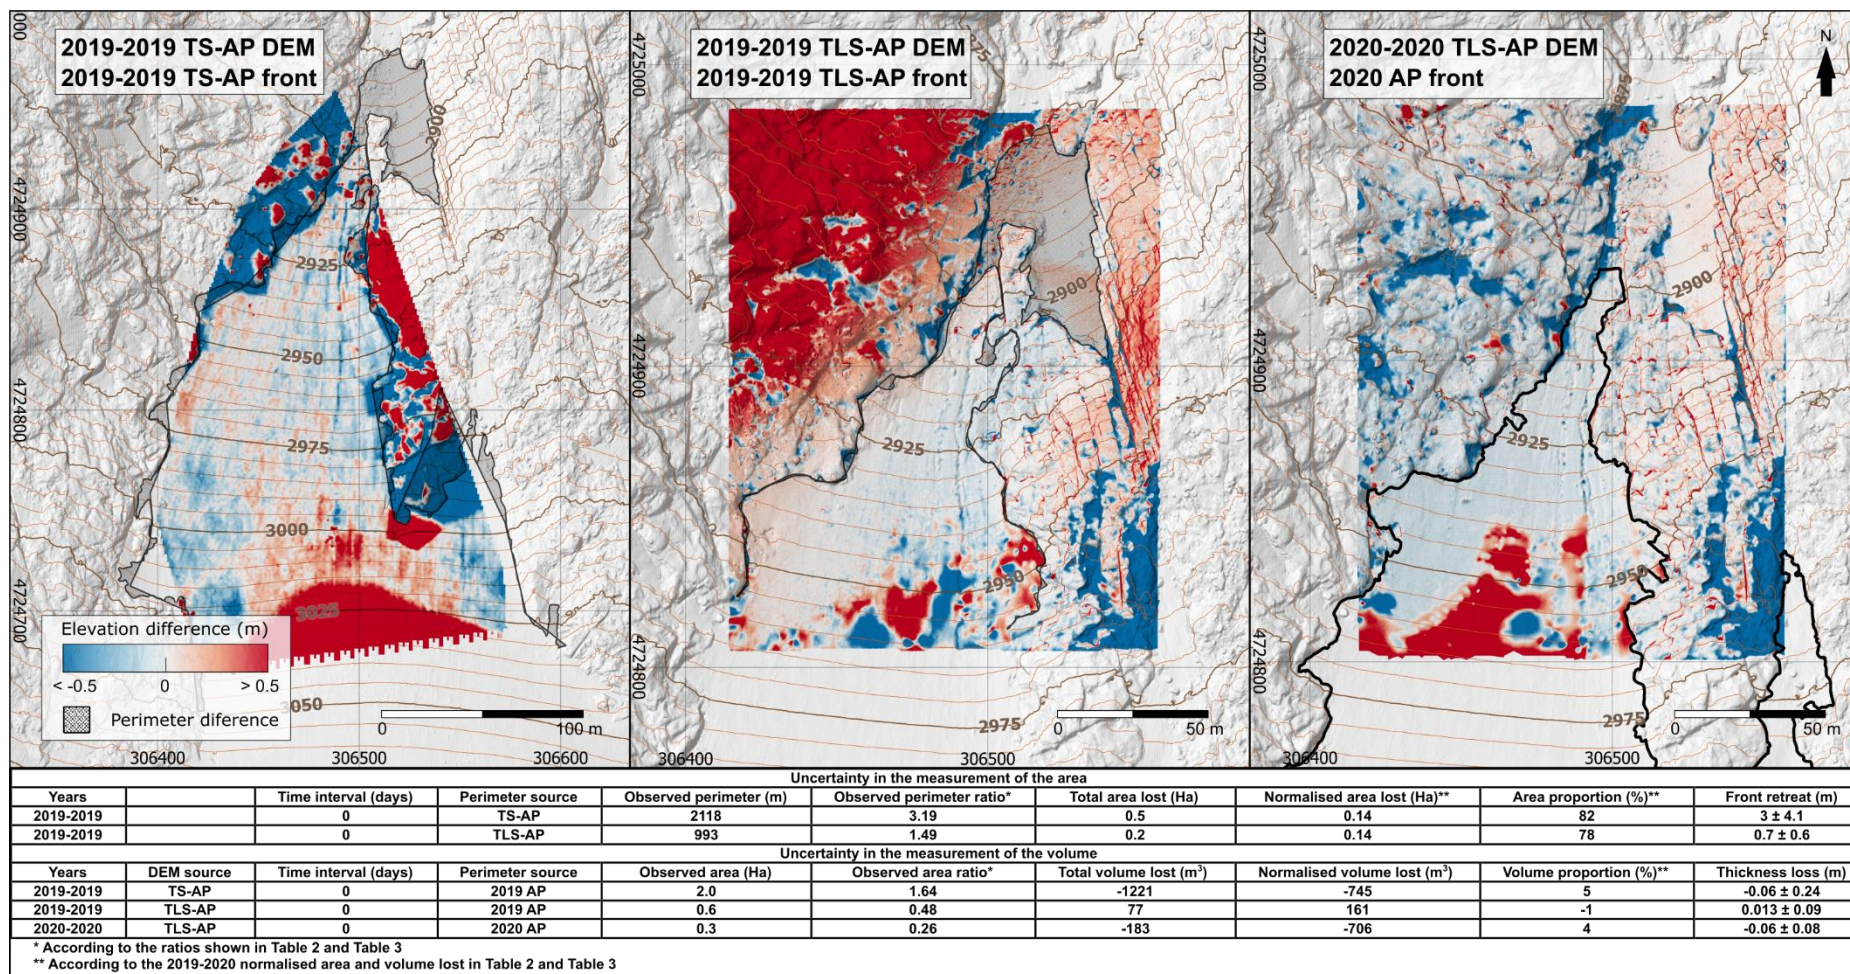 2019-2019 TS-AP DEM
2019-2019 TS-AP front
2019-2019 TLS-AP DEM
2019-2019 TLS-AP front
2020-2020 TLS-AP DEM
2020 AP front
N
000
4724900
4724800
4724700
2900
2925
2950
2975
3000
3025
3050
Elevation difference (m)
< -0.5 0 > 0.5
Perimeter diference
0 100 m
306400 306500 306600
4725000
4724900
4724800
2900
2925
2950
2975
0 50 m
306400 306500
4725000
4724900
4724800
2875
2900
2925
2950
2975
0 50 m
306400 306500
Uncertainty in the measurement of the area
Years Time interval (days) Perimeter source Observed perimeter (m) Observed perimeter ratio* Total area lost (Ha) Normalised area lost (Ha)** Area proportion (%)** Front retreat (m)
2019-2019 0 TS-AP 2118 3.19 0.5 0.14 82 3 ± 4.1
2019-2019 0 TLS-AP 993 1.49 0.2 0.14 78 0.7 ± 0.6
Uncertainty in the measurement of the volume
Years DEM source Time interval (days) Perimeter source Observed area (Ha) Observed area ratio* Total volume lost (m³) Normalised volume lost (m³) Volume proportion (%)** Thickness loss (m)
2019-2019 TS-AP 0 2019 AP 2.0 1.64 -1221 -745 5 -0.06 ± 0.24
2019-2019 TLS-AP 0 2019 AP 0.6 0.48 77 161 -1 0.013 ± 0.09
2020-2020 TLS-AP 0 2020 AP 0.3 0.26 -183 -706 4 -0.06 ± 0.08
* According to the ratios shown in Table 2 and Table 3
** According to the 2019-2020 normalised area and volume lost in Table 2 and Table 3